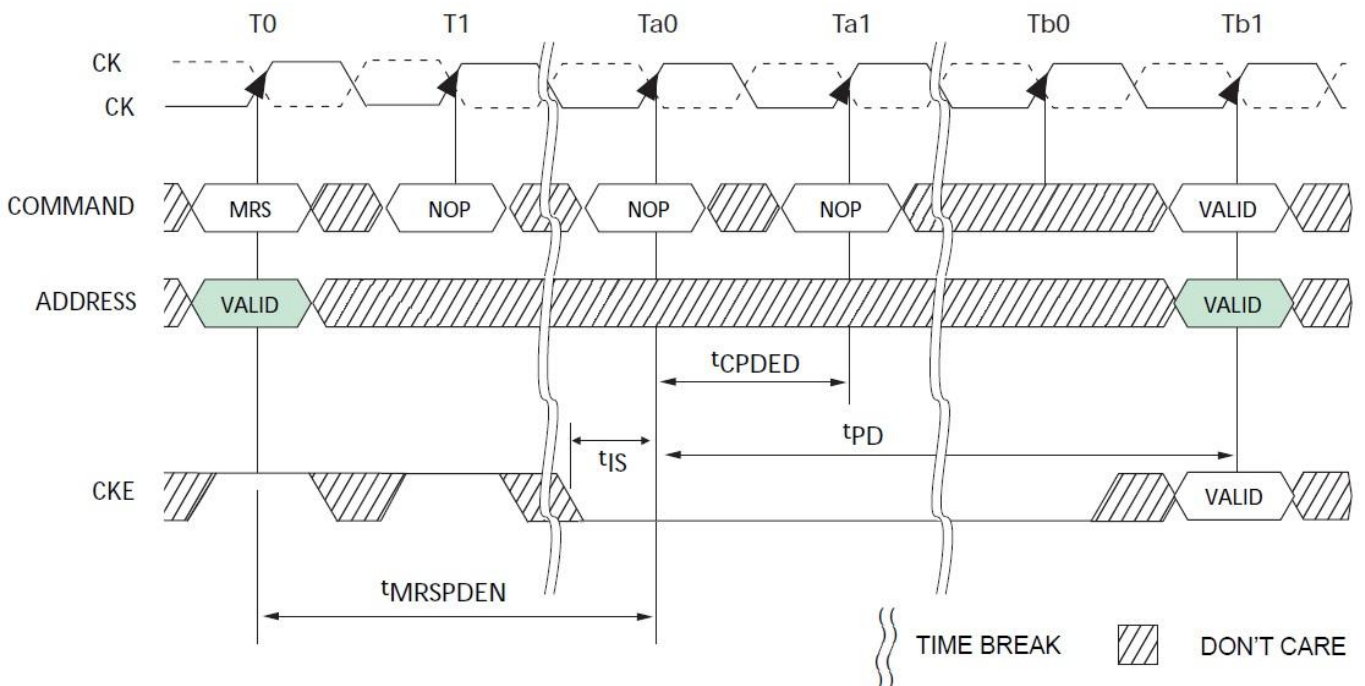 T0 T1 Ta0 Ta1 Tb0 Tb1
CK
CK
COMMAND MRS NOP NOP NOP VALID
ADDRESS VALID VALID
tCPDED
tPD
tIS
CKE VALID
tMRSPDEN
TIME BREAK DON'T CARE